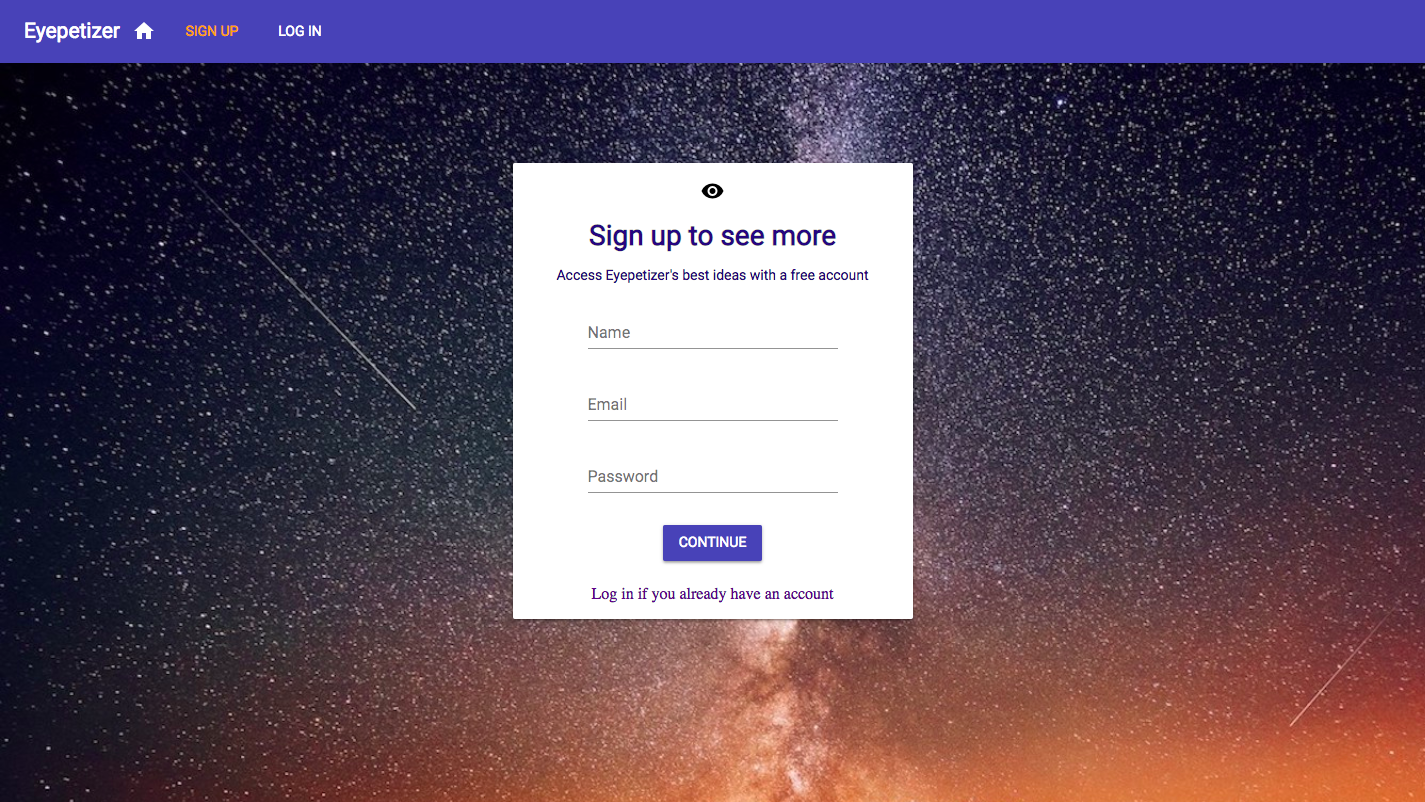 Eyepetizer SIGN UP LOG IN
Sign up to see more
Access Eyepetizer's best ideas with a free account
Name
Email
Password
CONTINUE
Log in if you already have an account